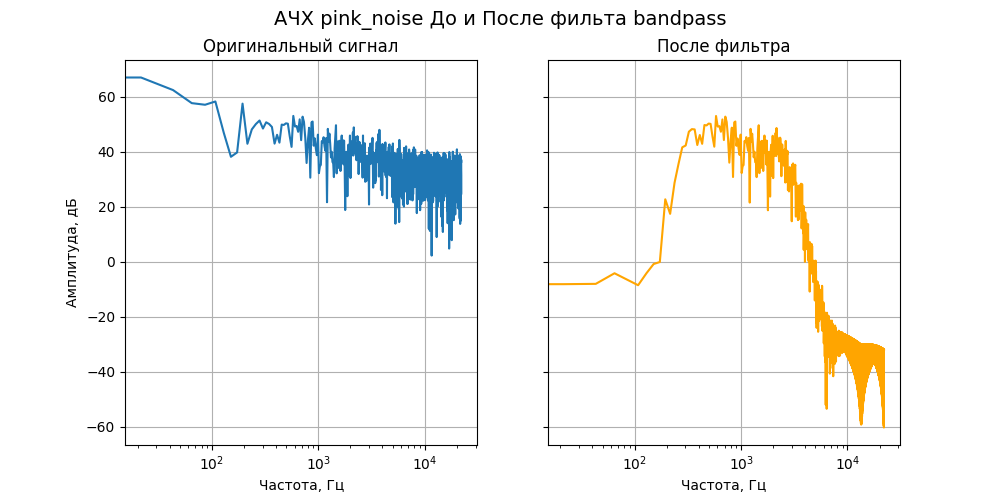 АЧХ pink_noise До и После фильта bandpass
Оригинальный сигнал
После фильтра
Амплитуда, дБ
60
40
20
0
−20
−40
−60
10²
10³
10⁴
10²
10³
10⁴
Частота, Гц
Частота, Гц